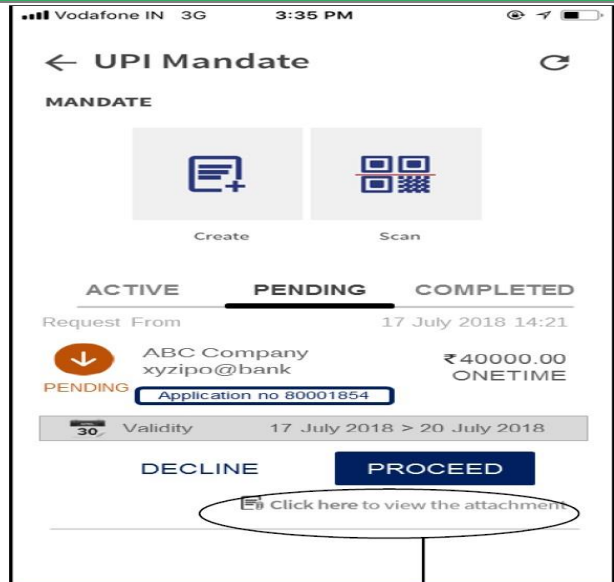 Vodafone IN 3G 3:35 PM
← UPI Mandate
MANDATE
Create Scan
ACTIVE PENDING COMPLETED
Request From 17 July 2018 14:21
ABC Company ₹40000.00
xyzipo@bank ONETIME
PENDING
Application no 80001854
30 Validity 17 July 2018 > 20 July 2018
DECLINE PROCEED
Click here to view the attachment